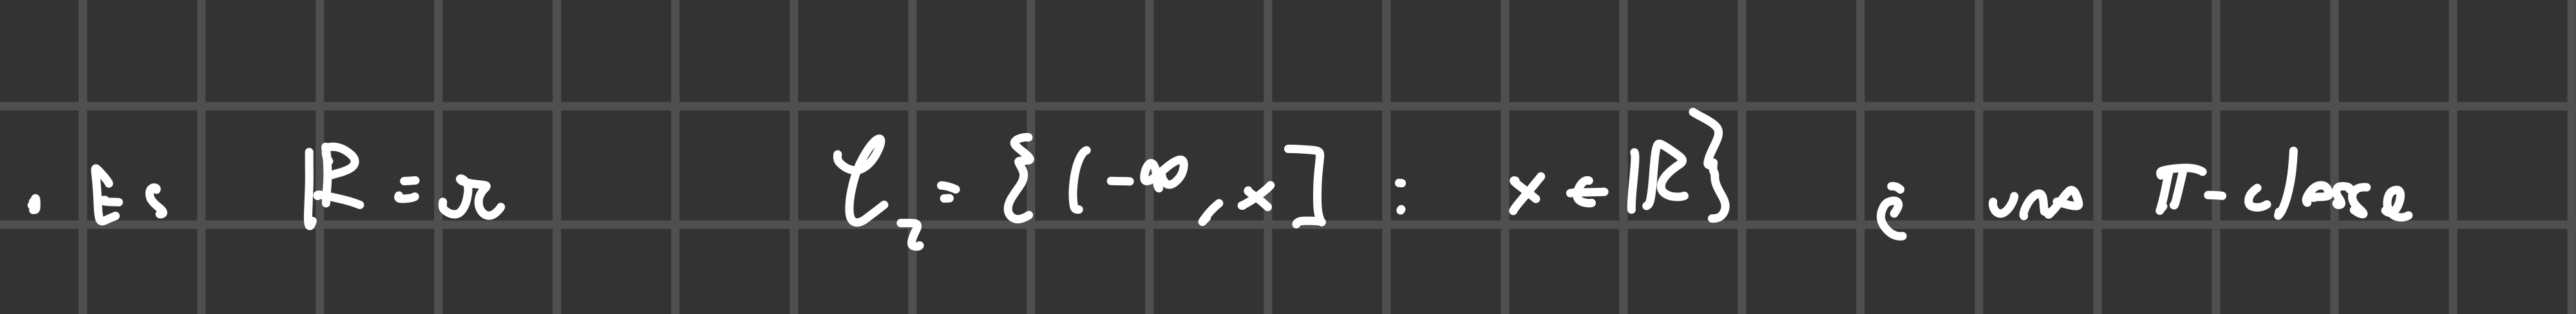 . Es ℝ = Ω 𝒞₂ = { (-∞, x] : x ∈ ℝ } è una π-classe